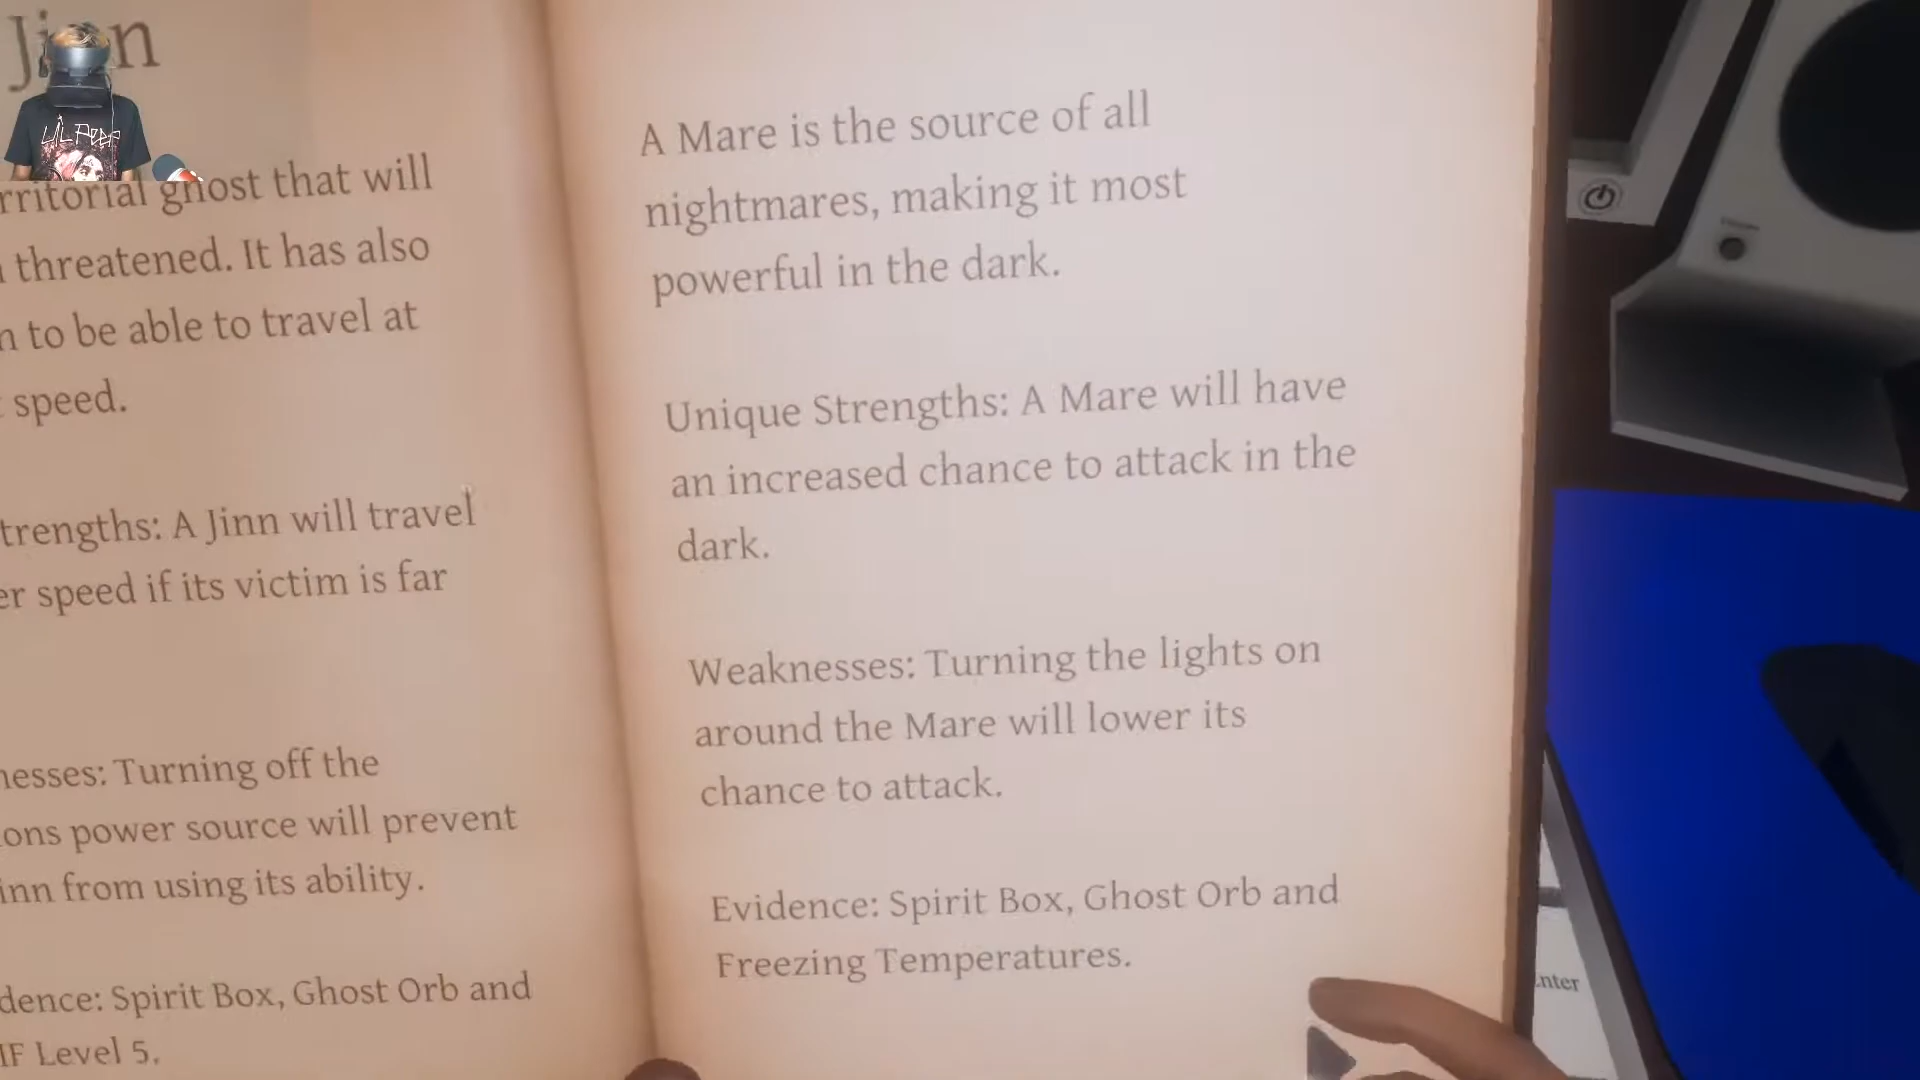 Jinn
rritorial ghost that will
threatened. It has also
n to be able to travel at
speed.
trengths: A Jinn will travel
er speed if its victim is far
nesses: Turning off the
ons power source will prevent
inn from using its ability.
dence: Spirit Box, Ghost Orb and
IF Level 5.
A Mare is the source of all
nightmares, making it most
powerful in the dark.
Unique Strengths: A Mare will have
an increased chance to attack in the
dark.
Weaknesses: Turning the lights on
around the Mare will lower its
chance to attack.
Evidence: Spirit Box, Ghost Orb and
Freezing Temperatures.
LIL PEEP
nter